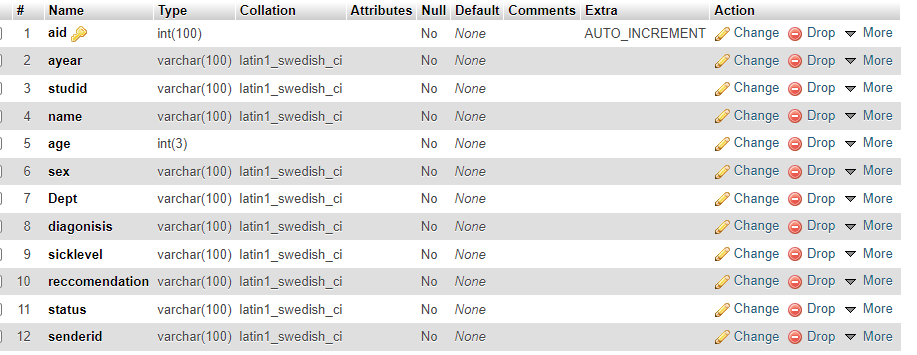 # Name Type Collation Attributes Null Default Comments Extra Action
1 aid int(100) No None AUTO_INCREMENT Change Drop More
2 ayear varchar(100) latin1_swedish_ci No None Change Drop More
3 studid varchar(100) latin1_swedish_ci No None Change Drop More
4 name varchar(100) latin1_swedish_ci No None Change Drop More
5 age int(3) No None Change Drop More
6 sex varchar(100) latin1_swedish_ci No None Change Drop More
7 Dept varchar(100) latin1_swedish_ci No None Change Drop More
8 diagonisis varchar(100) latin1_swedish_ci No None Change Drop More
9 sicklevel varchar(100) latin1_swedish_ci No None Change Drop More
10 reccomendation varchar(100) latin1_swedish_ci No None Change Drop More
11 status varchar(100) latin1_swedish_ci No None Change Drop More
12 senderid varchar(100) latin1_swedish_ci No None Change Drop More